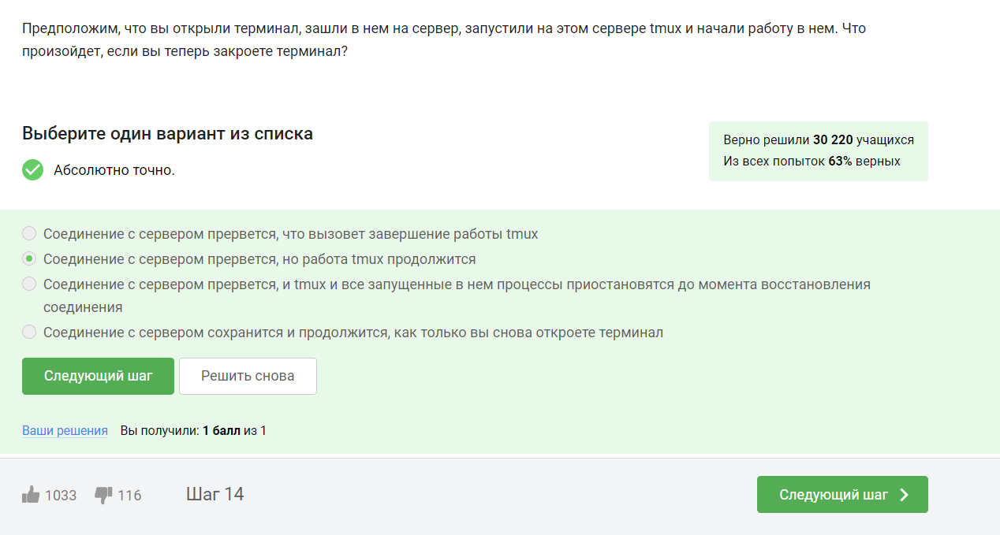 Предположим, что вы открыли терминал, зашли в нем на сервер, запустили на этом сервере tmux и начали работу в нем. Что
произойдет, если вы теперь закроете терминал?
Выберите один вариант из списка
Абсолютно точно.
Верно решили 30 220 учащихся
Из всех попыток 63% верных
Соединение с сервером прервется, что вызовет завершение работы tmux
Соединение с сервером прервется, но работа tmux продолжится
Соединение с сервером прервется, и tmux и все запущенные в нем процессы приостановятся до момента восстановления
соединения
Соединение с сервером сохранится и продолжится, как только вы снова откроете терминал
Следующий шаг
Решить снова
Ваши решения Вы получили: 1 балл из 1
1033 116 Шаг 14
Следующий шаг